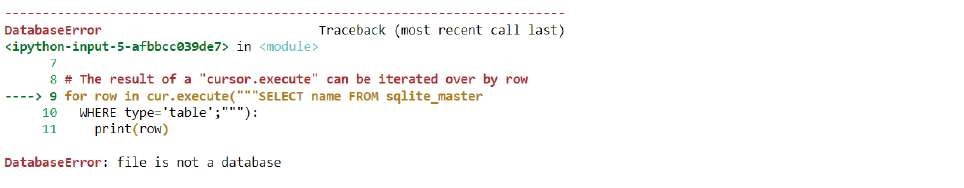 ---------------------------------------------------------------------------
DatabaseError                             Traceback (most recent call last)
<ipython-input-5-afbbcc039de7> in <module>
      7
      8 # The result of a "cursor.execute" can be iterated over by row
----> 9 for row in cur.execute("""SELECT name FROM sqlite_master
     10   WHERE type='table';"""):
     11     print(row)
DatabaseError: file is not a database